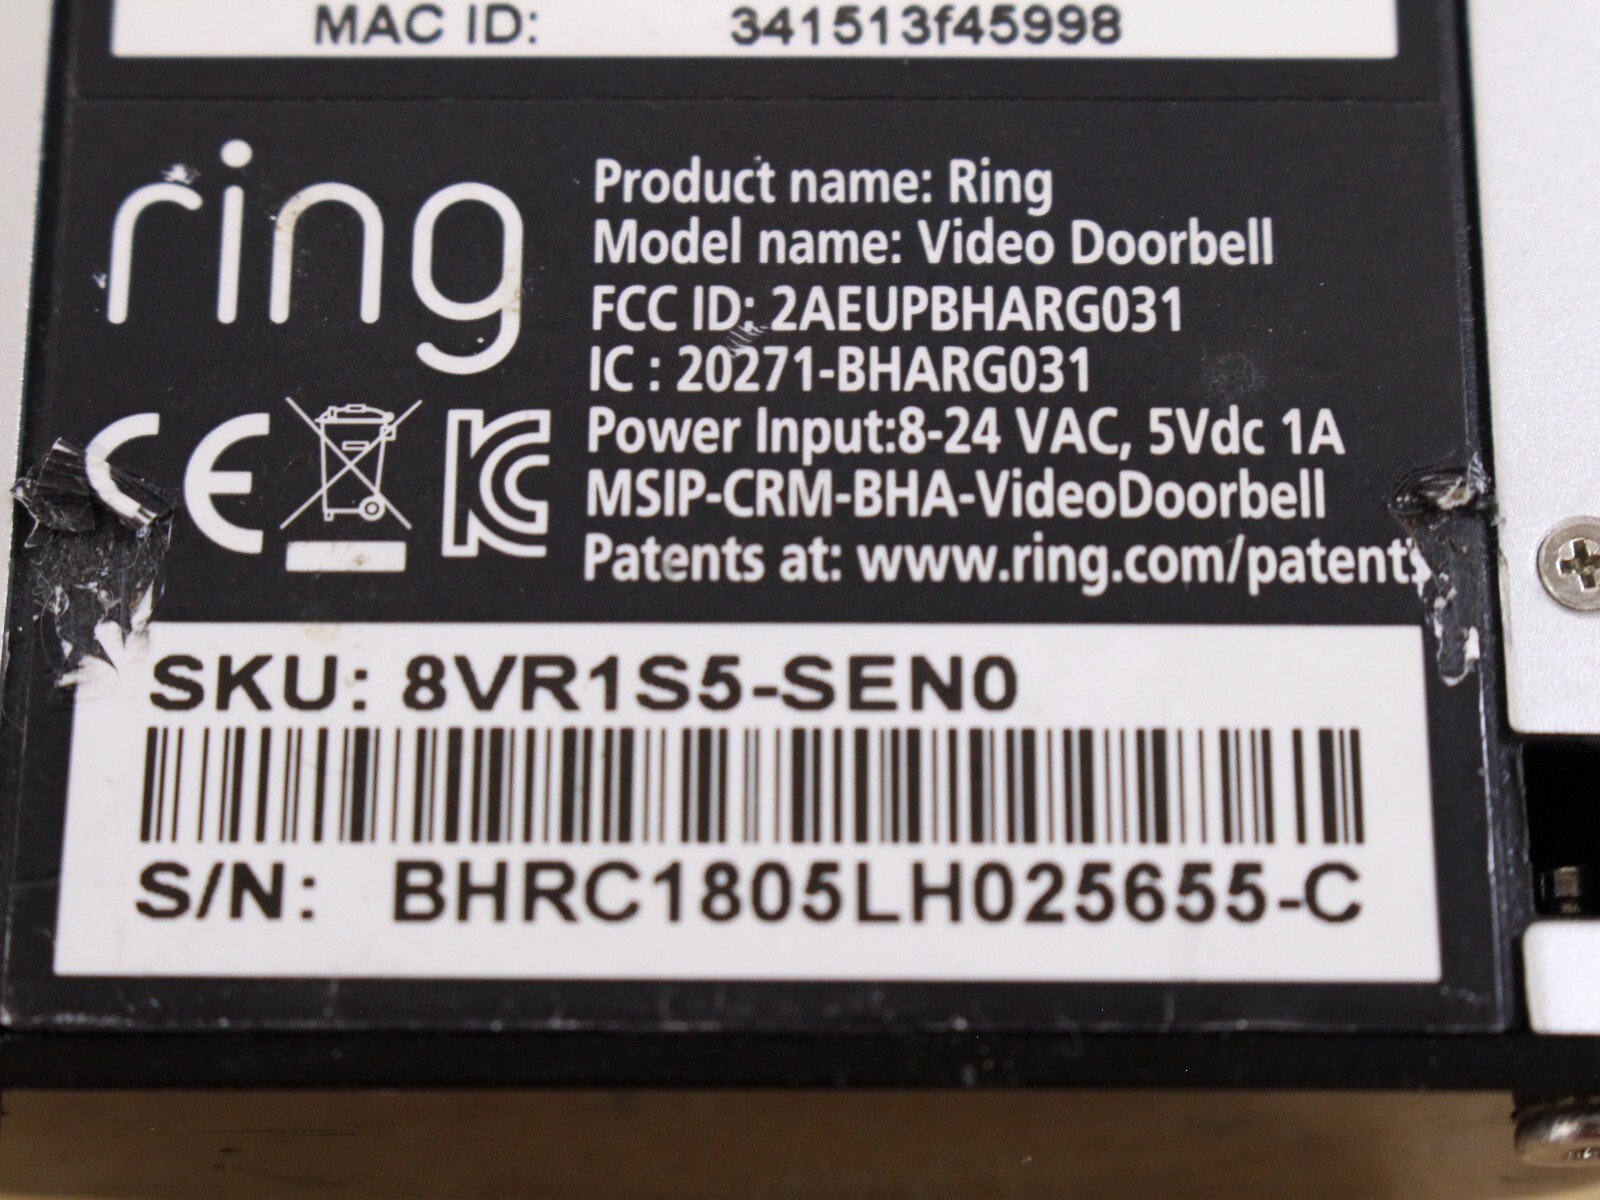 MAC ID: 341513f45998
ring
Product name: Ring
Model name: Video Doorbell
FCC ID: 2AEUPBHARG031
IC : 20271-BHARG031
Power Input:8-24 VAC, 5Vdc 1A
MSIP-CRM-BHA-VideoDoorbell
Patents at: www.ring.com/patents
CE
SKU: 8VR1S5-SEN0
S/N: BHRC1805LH025655-C